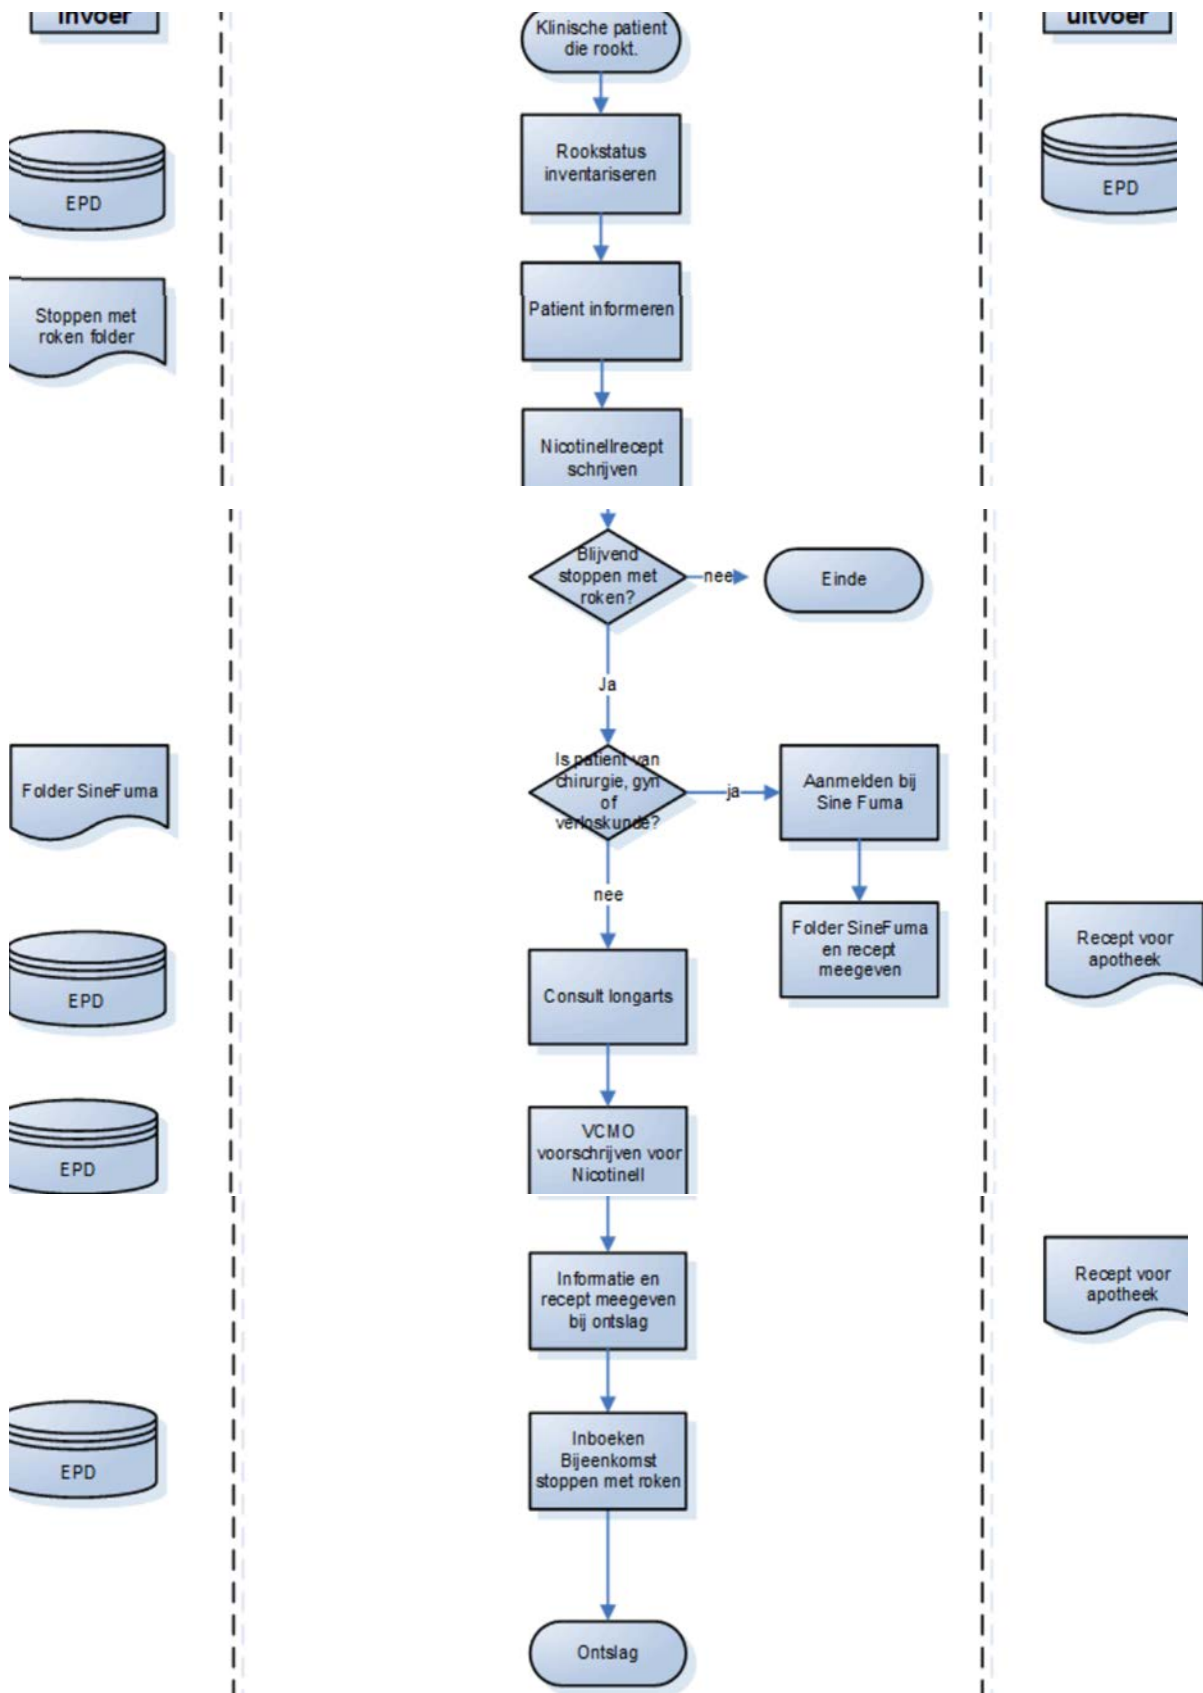 invoer
Klinische patient
die rookt.
uitvoer
EPD
Rookstatus
inventariseren
EPD
Stoppen met
roken folder
Patient informeren
Nicotinellrecept
schrijven
Blijvend
stoppen met
roken?
nee
Einde
Ja
Folder SineFuma
Is patient van
chirurgie, gyn
of
verloskunde?
ja
Aanmelden bij
Sine Fuma
nee
EPD
Consult longarts
Folder SineFuma
en recept
meegeven
Recept voor
apotheek
EPD
VCMO
voorschrijven voor
Nicotinell
Informatie en
recept meegeven
bij ontslag
Recept voor
apotheek
EPD
Inboeken
Bijeenkomst
stoppen met roken
Ontslag